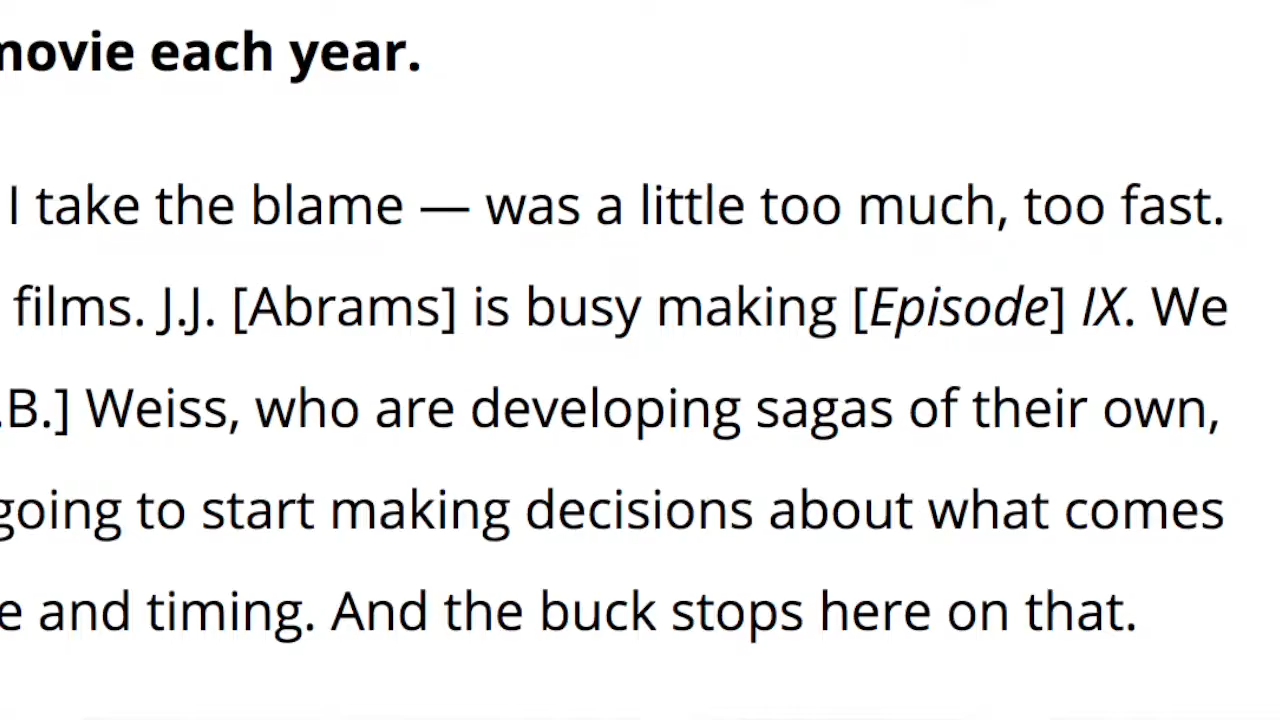 movie each year.
I take the blame — was a little too much, too fast.
films. J.J. [Abrams] is busy making [Episode] IX. We
.B.] Weiss, who are developing sagas of their own,
going to start making decisions about what comes
e and timing. And the buck stops here on that.